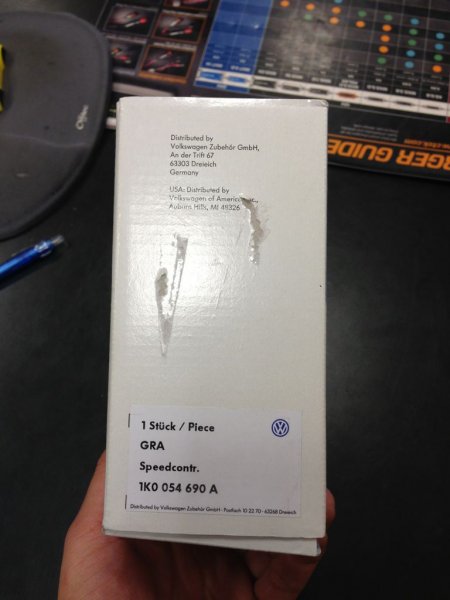 Distributed by
Volkswagen Zubehör GmbH,
An der Trift 67
63303 Dreieich
Germany
USA: Distributed by
Volkswagen of America
Auburn Hills, MI 48326
1 Stück / Piece
GRA
Speedcontr.
1K0 054 690 A
Distributed by Volkswagen Zubehör GmbH · Postfach 10 22 70 · 63268 Dreieich
RGER GUIDE